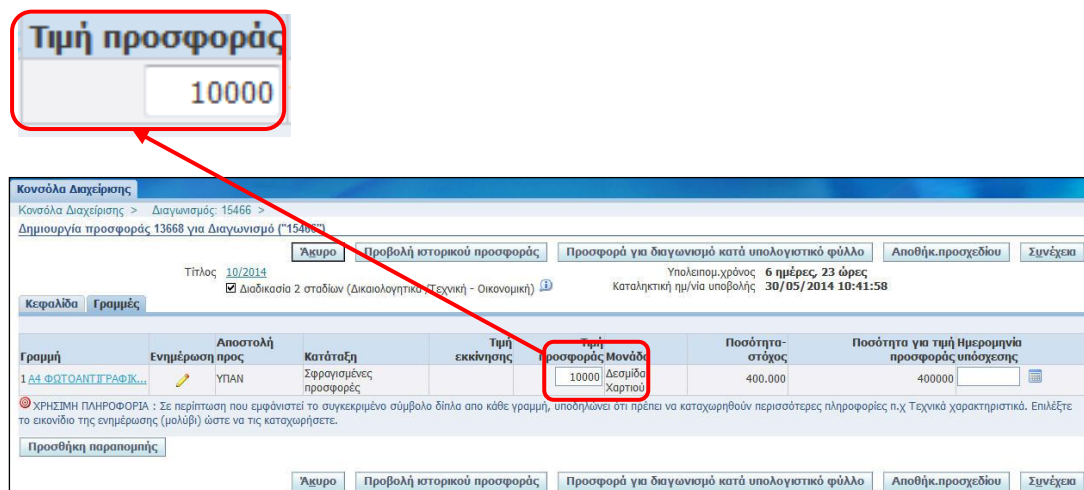 Τιμή προσφοράς
10000
Κονσόλα Διαχείρισης
Κονσόλα Διαχείρισης > Διαγωνισμός: 15466 >
Δημιουργία προσφοράς 13668 για Διαγωνισμό ("15466")
Άκυρο Προβολή ιστορικού προσφοράς Προσφορά για διαγωνισμό κατά υπολογιστικό φύλλο Αποθήκ.προσχεδίου Συνέχεια
Τίτλος 10/2014 Υπολειπομ.χρόνος 6 ημέρες, 23 ώρες
Διαδικασία 2 σταδίων (Δικαιολογητικά /Τεχνική - Οικονομική) Καταληκτική ημ/νία υποβολής 30/05/2014 10:41:58
Κεφαλίδα Γραμμές
Γραμμή Ενημέρωση Αποστολή προς Κατάταξη Τιμή εκκίνησης Τιμή προσφοράς Μονάδα Ποσότητα-στόχος Ποσότητα για τιμή προσφοράς Ημερομηνία υπόσχεσης
1 Α4 ΦΩΤΟΑΝΤΙΓΡΑΦΙΚ... ΥΠΑΝ Σφραγισμένες προσφορές 10000 Δεσμίδα Χαρτιού 400.000 400000
ΧΡΗΣΙΜΗ ΠΛΗΡΟΦΟΡΙΑ : Σε περίπτωση που εμφάνιστεί το συγκεκριμένο σύμβολο δίπλα απο κάθε γραμμή, υποδηλώνει ότι πρέπει να καταχωρηθούν περισσότερες πληροφορίες π.χ Τεχνικά χαρακτηριστικά. Επιλέξτε
το εικονίδιο της ενημέρωσης (μολύβι) ώστε να τις καταχωρήσετε.
Προσθήκη παραπομπής
Άκυρο Προβολή ιστορικού προσφοράς Προσφορά για διαγωνισμό κατά υπολογιστικό φύλλο Αποθήκ.προσχεδίου Συνέχεια